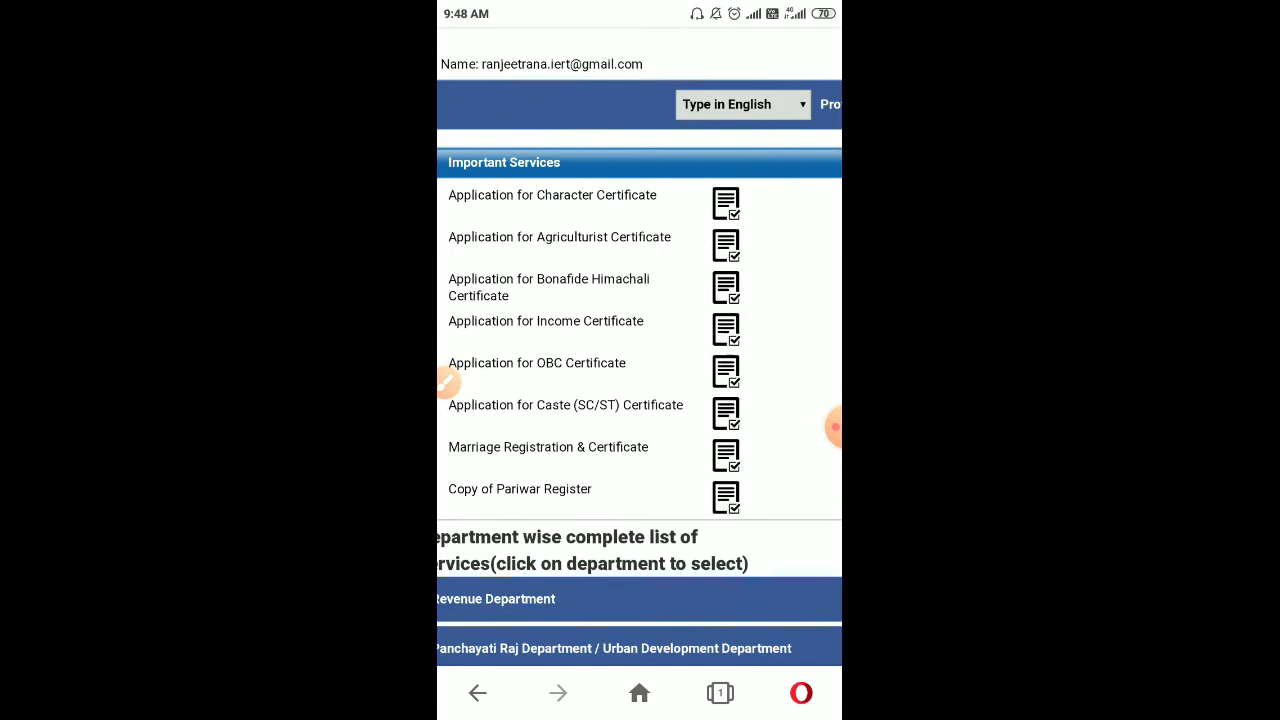 9:48 AM
4G
70
Name: ranjeetrana.iert@gmail.com
Type in English
Pro
Important Services
Application for Character Certificate
Application for Agriculturist Certificate
Application for Bonafide Himachali
Certificate
Application for Income Certificate
Application for OBC Certificate
Application for Caste (SC/ST) Certificate
Marriage Registration & Certificate
Copy of Pariwar Register
epartment wise complete list of
ervices(click on department to select)
Revenue Department
Panchayati Raj Department / Urban Development Department
1